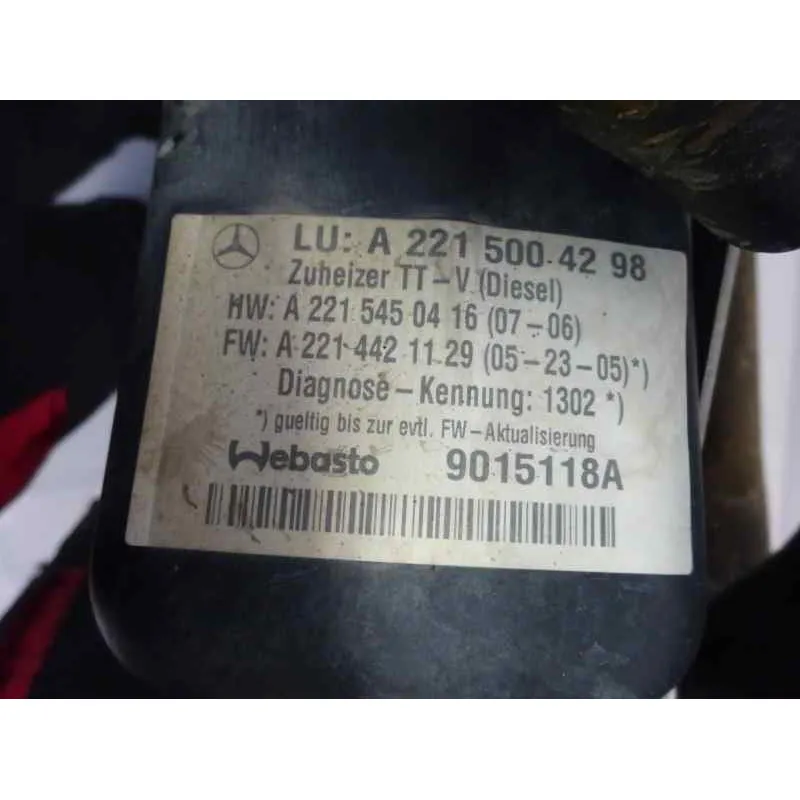 LU: A 221 500 42 98
Zuheizer TT-V (Diesel)
HW: A 221 545 04 16 (07-06)
FW: A 221 442 11 29 (05-23-05)*)
Diagnose-Kennung: 1302 *)
*) gueltig bis zur evtl. FW-Aktualisierung
Webasto 9015118A